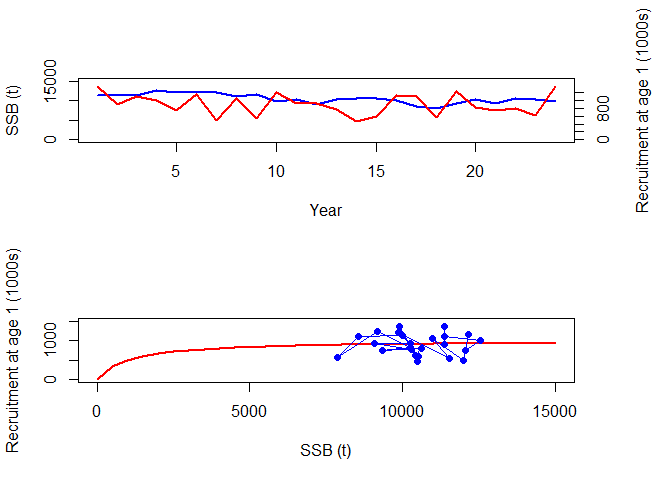 SSB (t)
0
15000
5
10
15
20
Year
0
800
Recruitment at age 1 (1000s)
Recruitment at age 1 (1000s)
0
1000
0
5000
10000
15000
SSB (t)